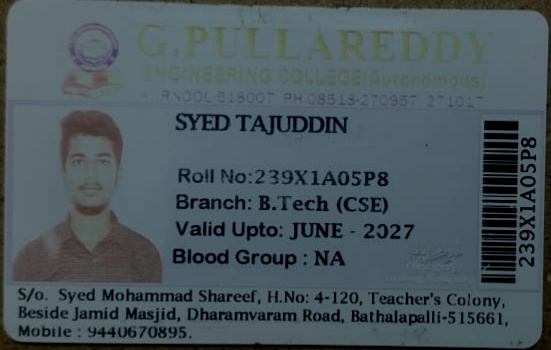 G.PULLAREDDY
ENGINEERING COLLEGE(Autonomous)
KURNOOL-518007 PH.08518-270957, 271017
SYED TAJUDDIN
Roll No:239X1A05P8
Branch: B.Tech (CSE)
Valid Upto: JUNE - 2027
Blood Group : NA
239X1A05P8
S/o. Syed Mohammad Shareef, H.No: 4-120, Teacher's Colony,
Beside Jamid Masjid, Dharamvaram Road, Bathalapalli-515661,
Mobile : 9440670895.